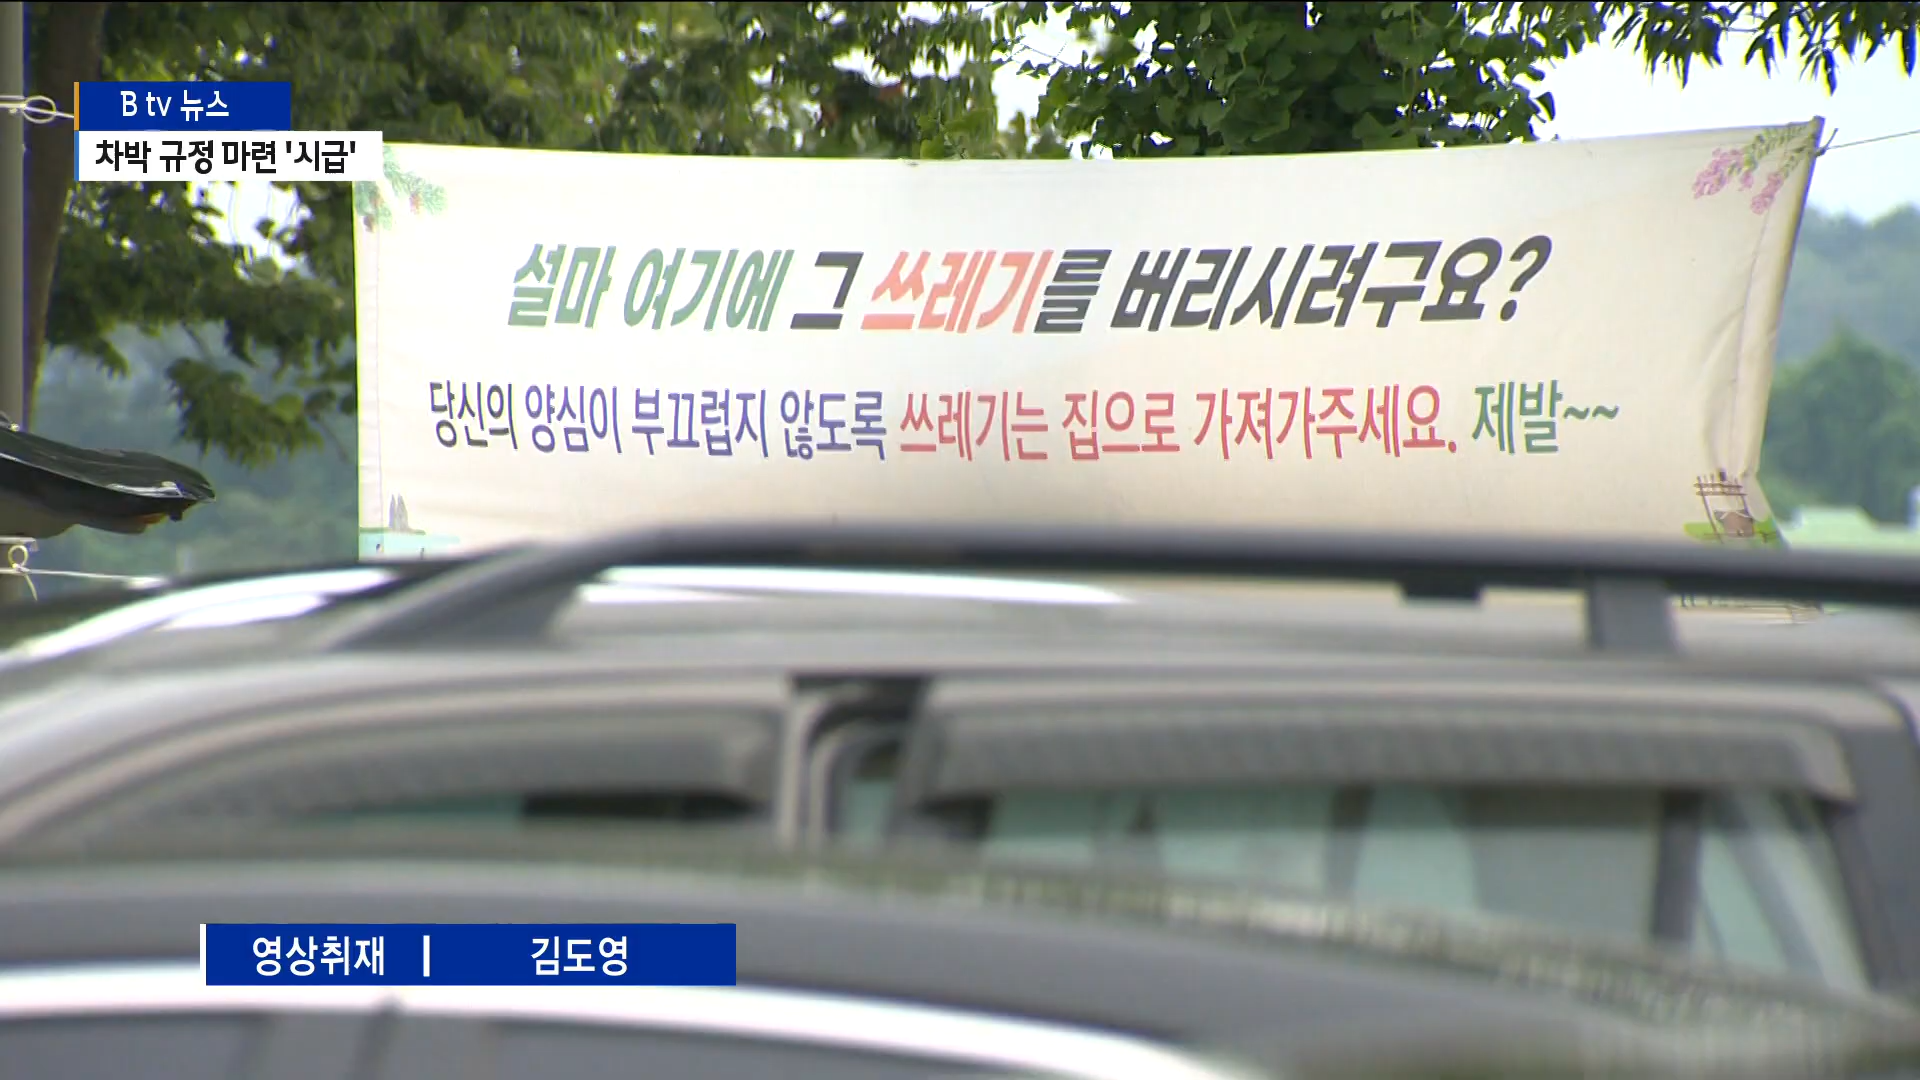 B tv 뉴스
차박 규정 마련 '시급'
설마 여기에 그 쓰레기를 버리시려구요?
당신의 양심이 부끄럽지 않도록 쓰레기는 집으로 가져가주세요. 제발~~
영상취재 | 김도영